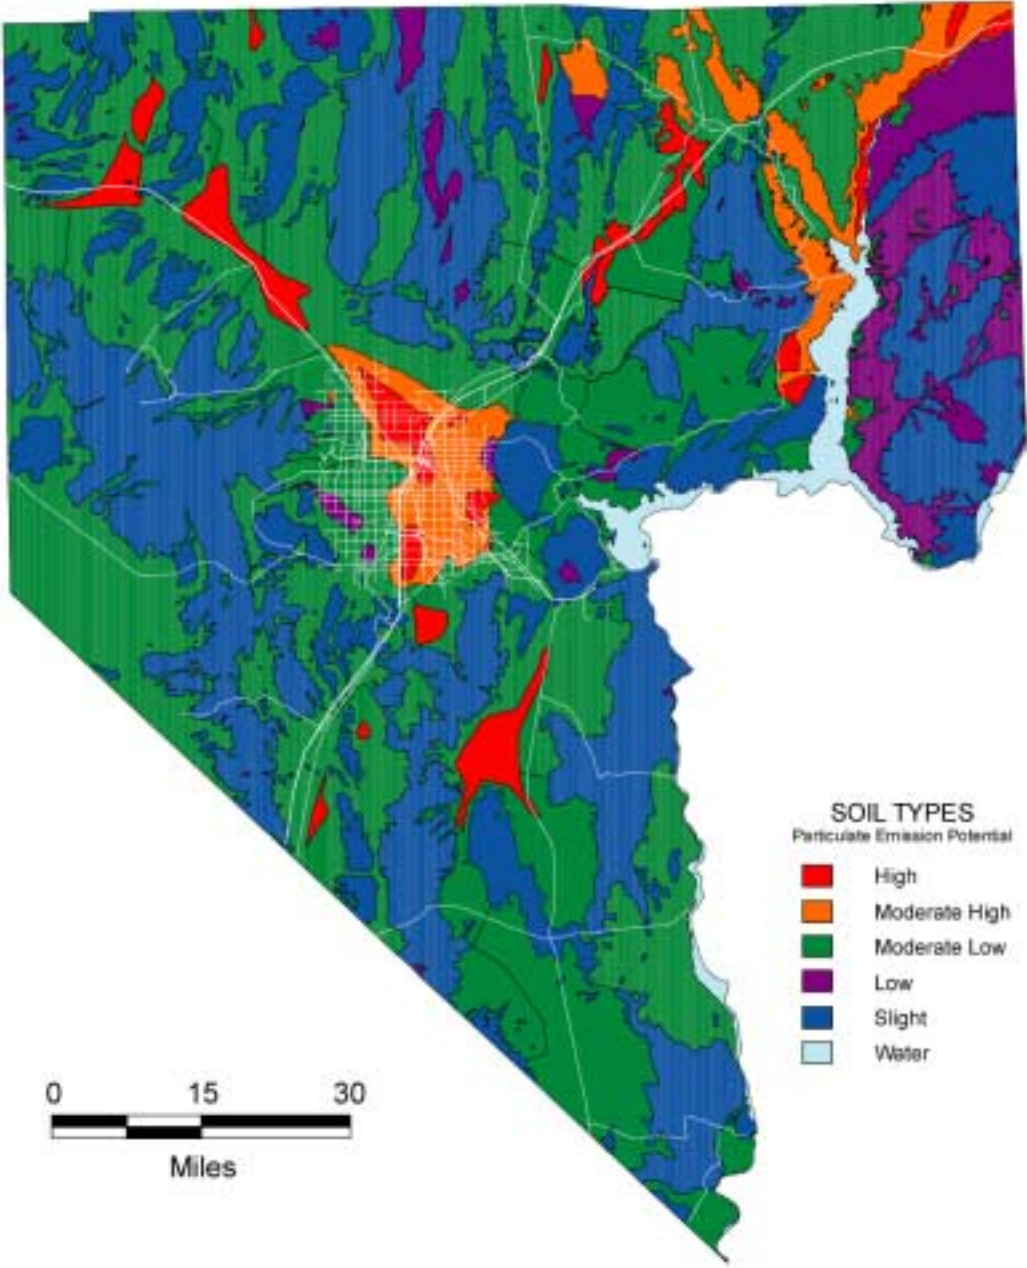 SOIL TYPES
Particulate Emission Potential
High
Moderate High
Moderate Low
Low
Slight
Water
0 15 30
Miles